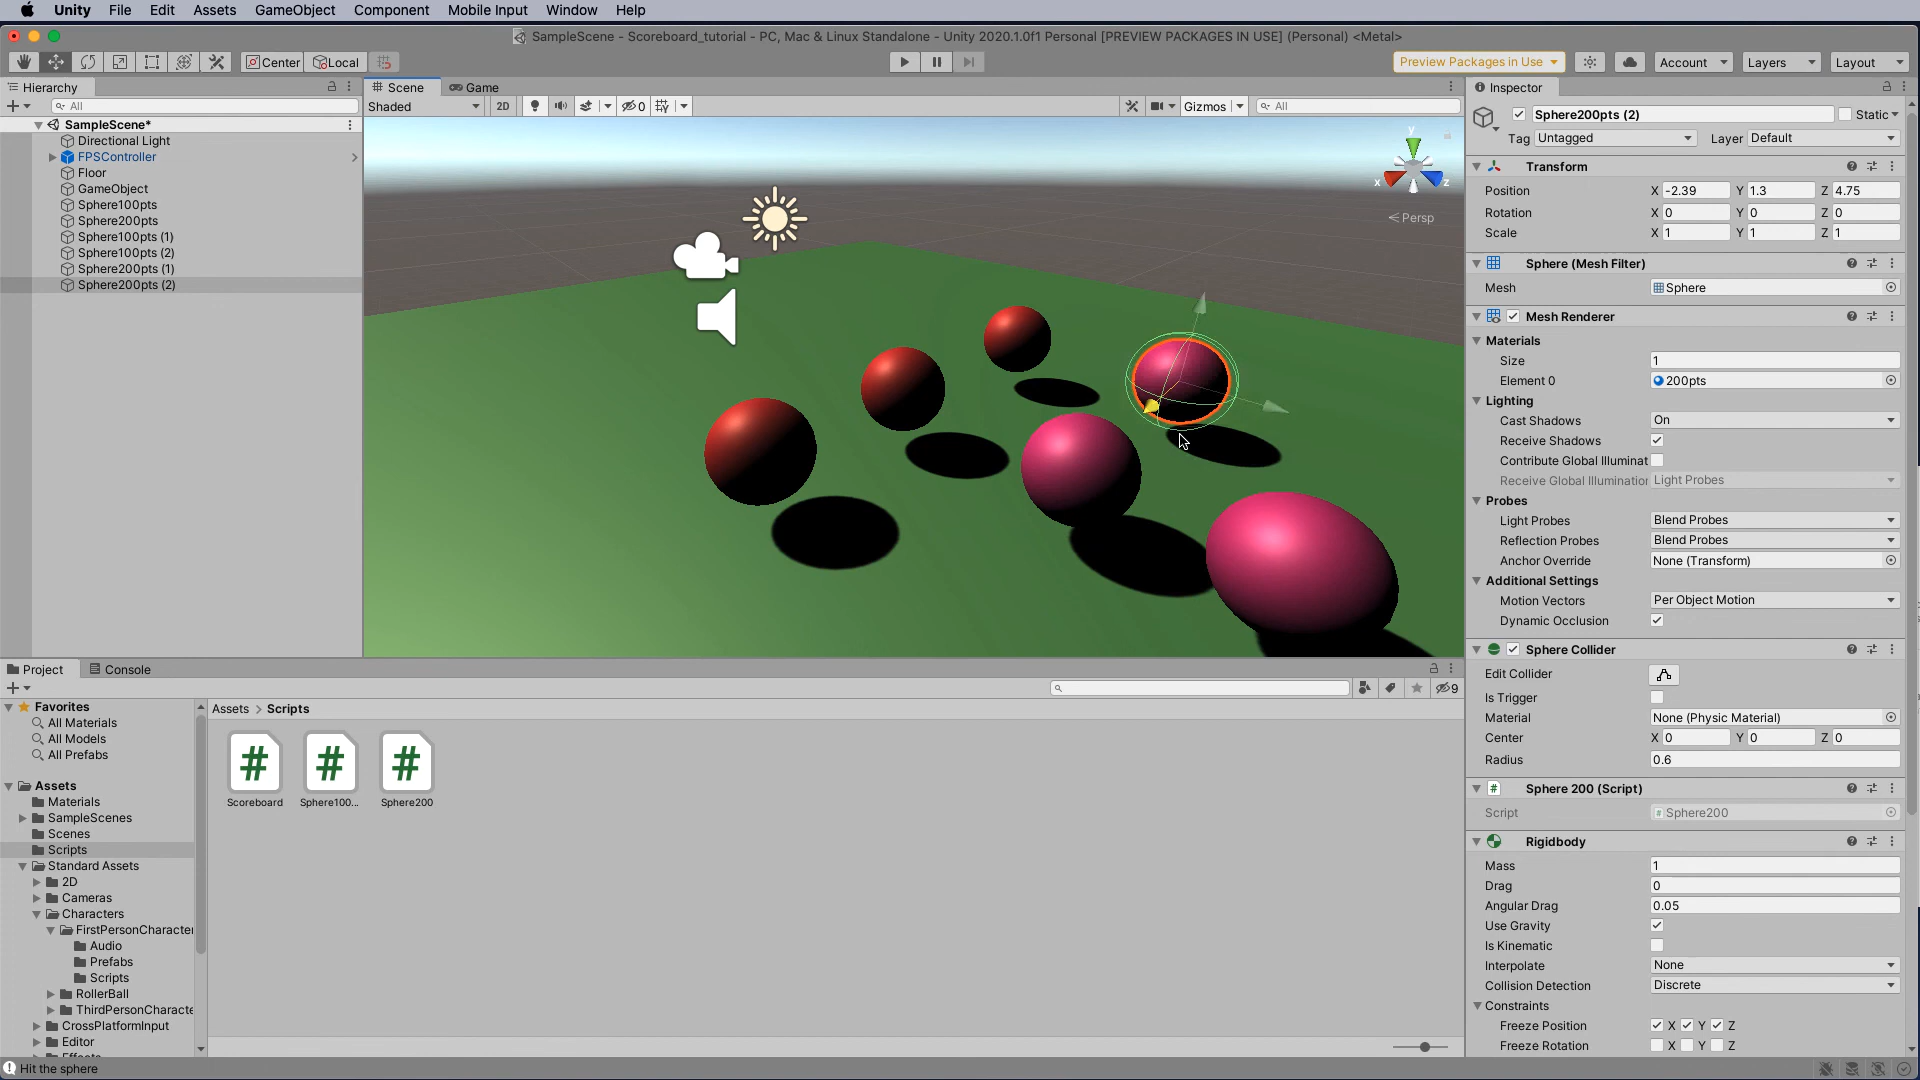 Unity File Edit Assets GameObject Component Mobile Input Window Help
SampleScene - Scoreboard_tutorial - PC, Mac & Linux Standalone - Unity 2020.1.0f1 Personal [PREVIEW PACKAGES IN USE] (Personal) <Metal>
Center Local Preview Packages in Use Account Layers Layout
Hierarchy
All
SampleScene*
Directional Light
FPSController
Floor
GameObject
Sphere100pts
Sphere200pts
Sphere100pts (1)
Sphere100pts (2)
Sphere200pts (1)
Sphere200pts (2)
Scene Game
Shaded 2D 0 Gizmos All
y
x z
Persp
Inspector
Sphere200pts (2) Static
Tag Untagged Layer Default
Transform
Position X -2.39 Y 1.3 Z 4.75
Rotation X 0 Y 0 Z 0
Scale X 1 Y 1 Z 1
Sphere (Mesh Filter)
Mesh Sphere
Mesh Renderer
Materials
Size 1
Element 0 200pts
Lighting
Cast Shadows On
Receive Shadows
Contribute Global Illuminat
Receive Global Illumination Light Probes
Probes
Light Probes Blend Probes
Reflection Probes Blend Probes
Anchor Override None (Transform)
Additional Settings
Motion Vectors Per Object Motion
Dynamic Occlusion
Sphere Collider
Edit Collider
Is Trigger
Material None (Physic Material)
Center X 0 Y 0 Z 0
Radius 0.6
Sphere 200 (Script)
Script Sphere200
Rigidbody
Mass 1
Drag 0
Angular Drag 0.05
Use Gravity
Is Kinematic
Interpolate None
Collision Detection Discrete
Constraints
Freeze Position X Y Z
Freeze Rotation X Y Z
Project Console
9
Favorites
All Materials
All Models
All Prefabs
Assets
Materials
SampleScenes
Scenes
Scripts
Standard Assets
2D
Cameras
Characters
FirstPersonCharacter
Audio
Prefabs
Scripts
RollerBall
ThirdPersonCharacte
CrossPlatformInput
Editor
Effects
Assets > Scripts
# # #
Scoreboard Sphere100... Sphere200
Hit the sphere